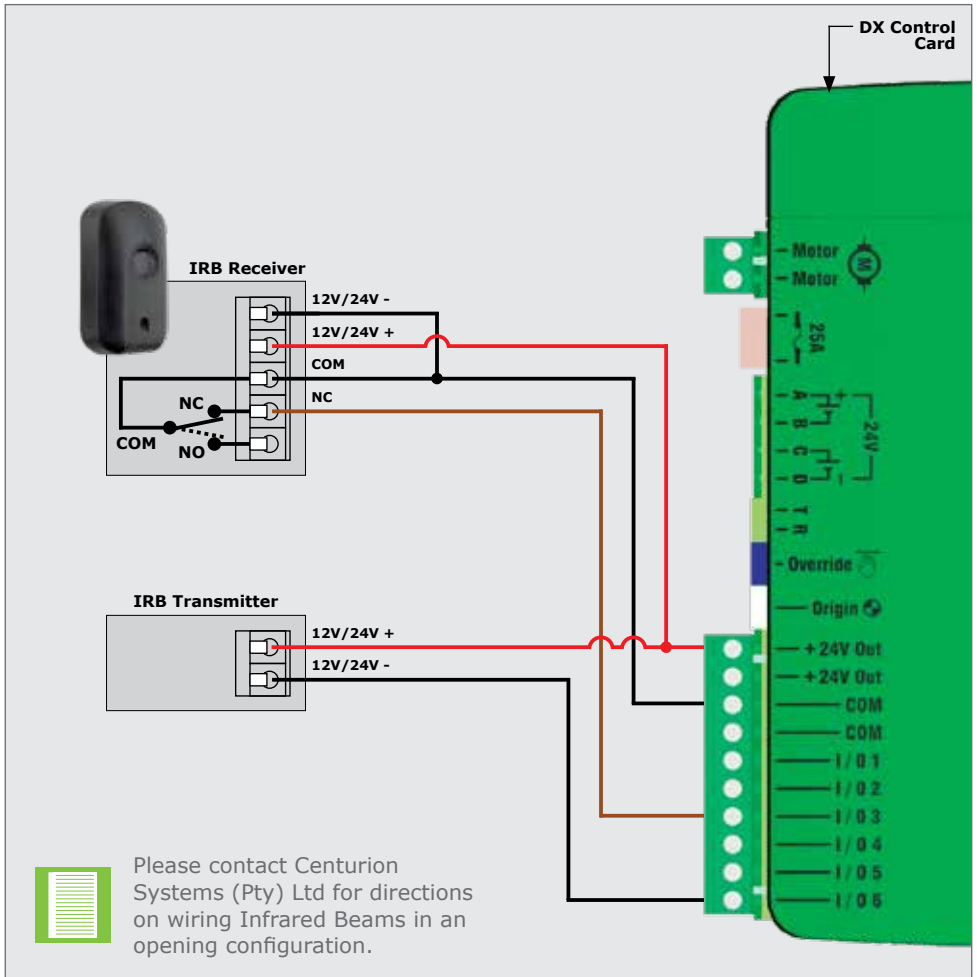 DX Control
Card
IRB Receiver
12V/24V -
12V/24V +
COM
NC
NC
COM
NO
IRB Transmitter
12V/24V +
12V/24V -
Motor
Motor
M
25A
A +
B
C
D -
24V
T
R
Override
Origin
+ 24V Out
+ 24V Out
COM
COM
I / O 1
I / O 2
I / O 3
I / O 4
I / O 5
I / O 6
Please contact Centurion
Systems (Pty) Ltd for directions
on wiring Infrared Beams in an
opening configuration.